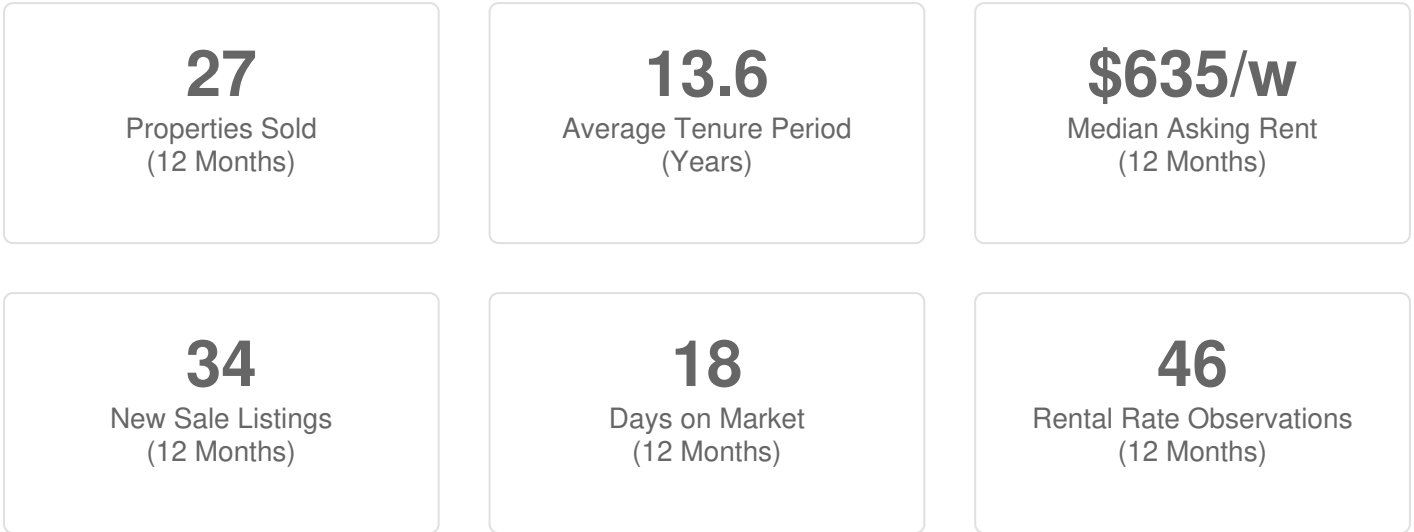 27
Properties Sold
(12 Months)
13.6
Average Tenure Period
(Years)
$635/w
Median Asking Rent
(12 Months)
34
New Sale Listings
(12 Months)
18
Days on Market
(12 Months)
46
Rental Rate Observations
(12 Months)